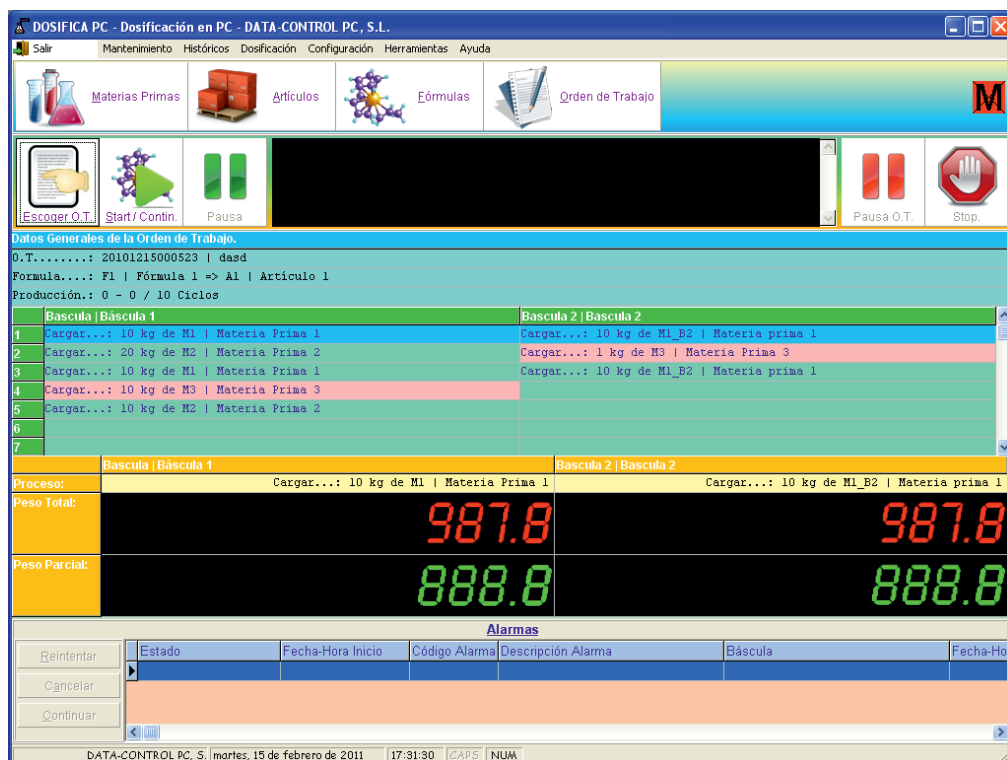 DOSIFICA PC - Dosificación en PC - DATA-CONTROL PC, S.L.
Salir Mantenimiento Históricos Dosificación Configuración Herramientas Ayuda
Materias Primas Artículos Fórmulas Orden de Trabajo M
Escoger O.T. Start / Contin. Pausa Pausa O.T. Stop.
Datos Generales de la Orden de Trabajo.
O.T........: 20101215000523 | dasd
Formula....: F1 | Fórmula 1 => A1 | Artículo 1
Producción.: 0 - 0 / 10 Ciclos
Bascula | Báscula 1 Bascula 2 | Bascula 2
1 Cargar...: 10 kg de M1 | Materia Prima 1 Cargar...: 10 kg de M1_B2 | Materia prima 1
2 Cargar...: 20 kg de M2 | Materia Prima 2 Cargar...: 1 kg de M3 | Materia Prima 3
3 Cargar...: 10 kg de M1 | Materia Prima 1 Cargar...: 10 kg de M1_B2 | Materia prima 1
4 Cargar...: 10 kg de M3 | Materia Prima 3
5 Cargar...: 10 kg de M2 | Materia Prima 2
6
7
Bascula | Báscula 1 Bascula 2 | Bascula 2
Proceso: Cargar...: 10 kg de M1 | Materia Prima 1 Cargar...: 10 kg de M1_B2 | Materia prima 1
Peso Total: 987.8 987.8
Peso Parcial: 888.8 888.8
Alarmas
Reintentar Estado Fecha-Hora Inicio Código Alarma Descripción Alarma Báscula Fecha-Ho
Cancelar
Continuar
DATA-CONTROL PC, S. martes, 15 de febrero de 2011 17:31:30 CAPS NUM